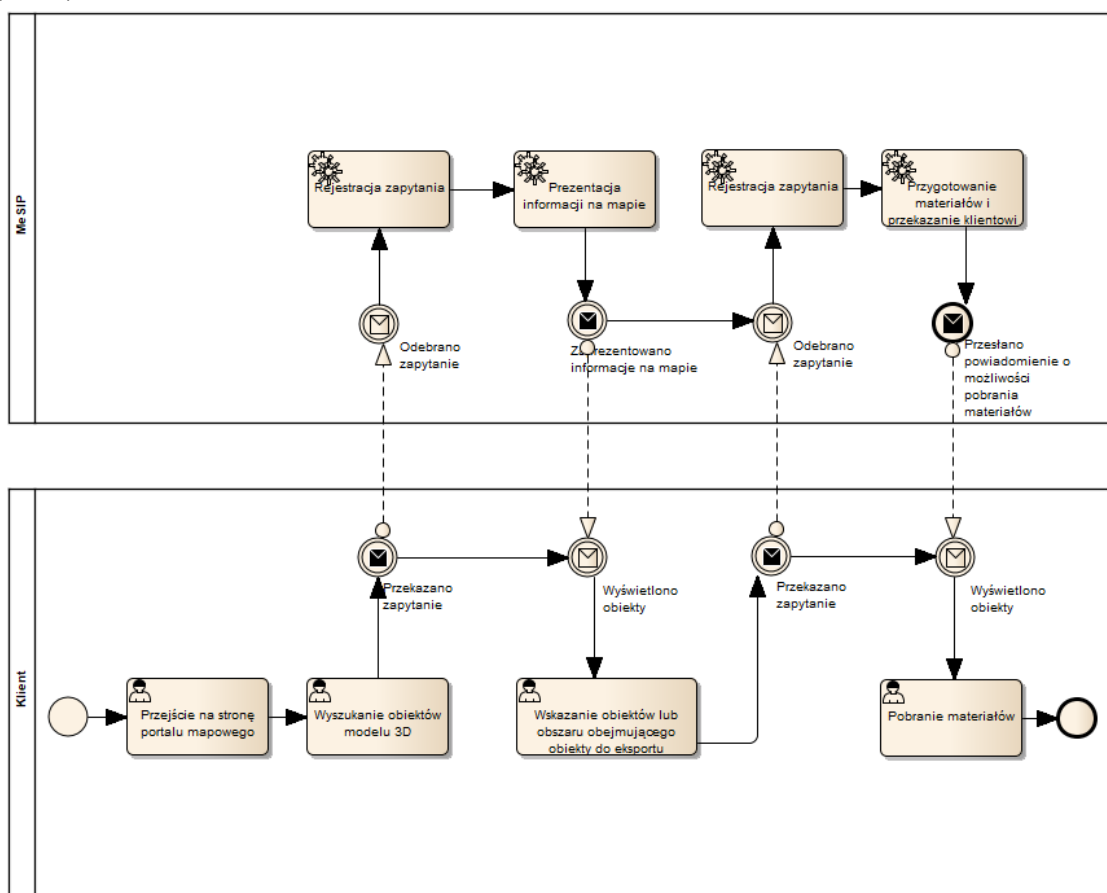 MeSIP
Rejestracja zapytania
Prezentacja
informacji na mapie
Rejestracja zapytania
Przygotowanie
materiałów i
przekazanie klientowi
Odebrano
zapytanie
Zaprezentowano
informacje na mapie
Odebrano
zapytanie
Przesłano
powiadomienie o
możliwości
pobrania
materiałów
Klient
Przekazano
zapytanie
Wyświetlono
obiekty
Przekazano
zapytanie
Wyświetlono
obiekty
Przejście na stronę
portalu mapowego
Wyszukanie obiektów
modelu 3D
Wskazanie obiektów lub
obszaru obejmującego
obiekty do eksportu
Pobranie materiałów